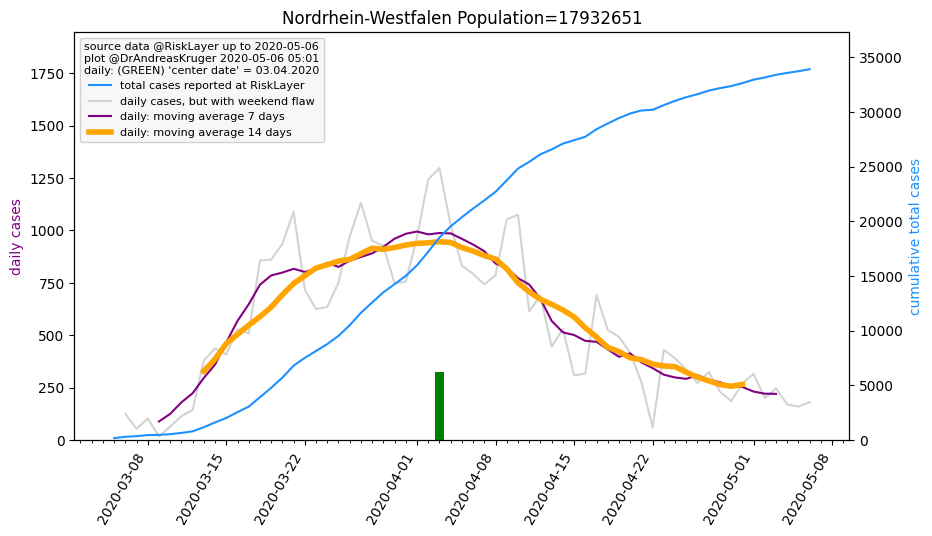 Nordrhein-Westfalen Population=17932651
source data @RiskLayer up to 2020-05-06
plot @DrAndreasKruger 2020-05-06 05:01
daily: (GREEN) 'center date' = 03.04.2020
total cases reported at RiskLayer
daily cases, but with weekend flaw
daily: moving average 7 days
daily: moving average 14 days
daily cases
1750
1500
1250
1000
750
500
250
0
35000
30000
25000
20000
15000
10000
5000
0
cumulative total cases
2020-03-08
2020-03-15
2020-03-22
2020-04-01
2020-04-08
2020-04-15
2020-04-22
2020-05-01
2020-05-08